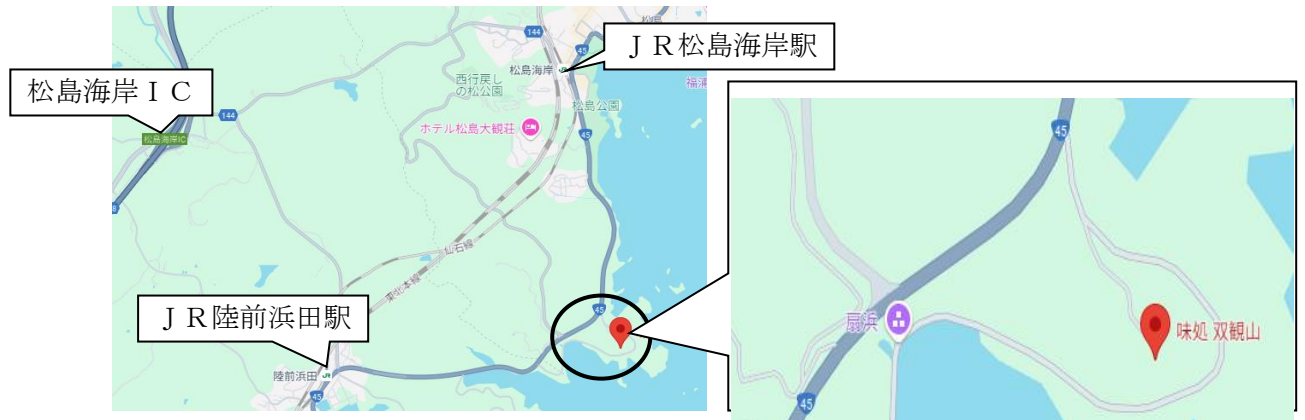 ＪＲ松島海岸駅
松島海岸ＩＣ
ＪＲ陸前浜田駅
144
45
松島
松島海岸
西行戻し
の松公園
松島公園
144
松島海岸IC
ホテル松島大観荘
45
仙石線
東北本線
45
陸前浜田
45
45
扇浜
味処 双観山
45